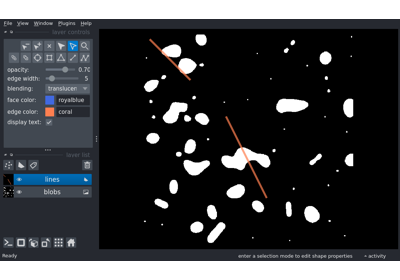 File View Window Plugins Help
layer controls
opacity: 0.70
edge width: 5
blending: translucen
face color: royalblue
edge color: coral
display text:
layer list
lines
blobs
Ready enter a selection mode to edit shape properties activity